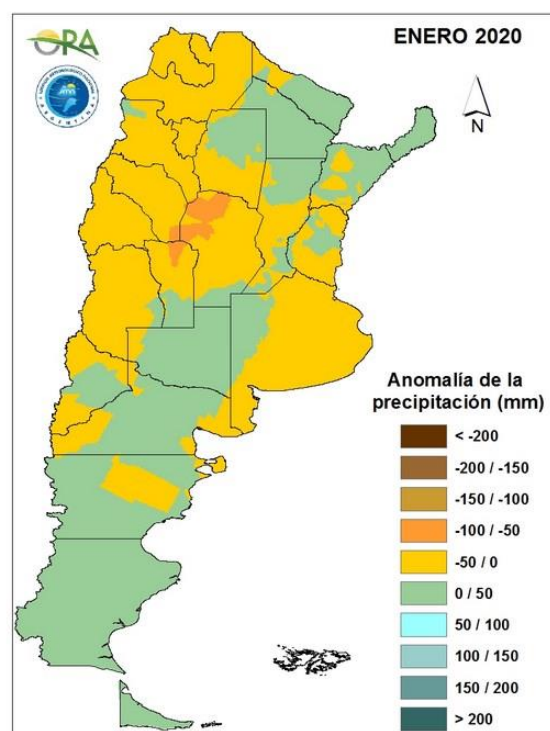 ORA
ENERO 2020
N
Anomalía de la
precipitación (mm)
< -200
-200 / -150
-150 / -100
-100 / -50
-50 / 0
0 / 50
50 / 100
100 / 150
150 / 200
> 200